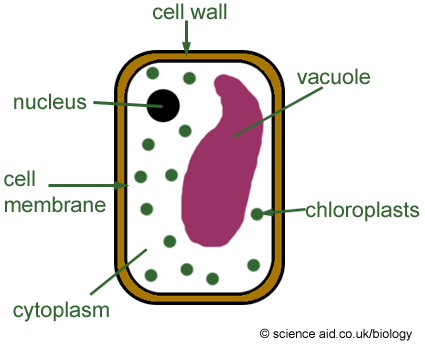 cell wall
vacuole
nucleus
cell
membrane
chloroplasts
cytoplasm
© science aid.co.uk/biology